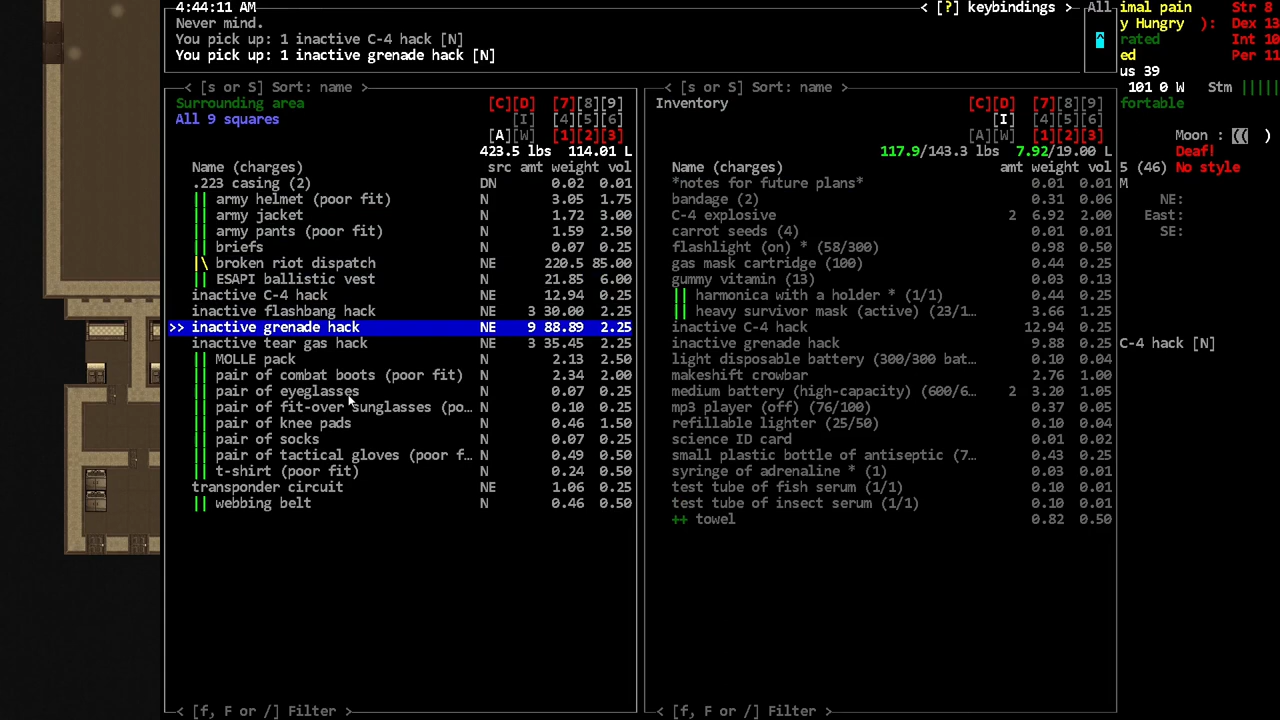 4:44:11 AM
< [?] keybindings >
All
imal pain
Str 8
Never mind.
y Hungry ):
Dex 13
You pick up: 1 inactive C-4 hack [N]
rated
Int 10
You pick up: 1 inactive grenade hack [N]
^
ed
Per 11
us 39
< [s or S] Sort: name >
< [s or S] Sort: name >
101 0 W Stm |||||
Surrounding area [C][D] [7][8][9]
Inventory [C][D] [7][8][9]
fortable
All 9 squares [I] [4][5][6]
[I] [4][5][6]
[A][W] [1][2][3]
[A][W] [1][2][3]
Moon : (( )
423.5 lbs 114.01 L
117.9/143.3 lbs 7.92/19.00 L
Deaf!
Name (charges) src amt weight vol
Name (charges) amt weight vol
5 (46) No style
.223 casing (2) DN 0.02 0.01
*notes for future plans* 0.01 0.01
M
|| army helmet (poor fit) N 3.05 1.75
bandage (2) 0.31 0.06
NE:
|| army jacket N 1.72 3.00
C-4 explosive 2 6.92 2.00
East:
|| army pants (poor fit) N 1.59 2.50
carrot seeds (4) 0.01 0.01
SE:
|| briefs N 0.07 0.25
flashlight (on) * (58/300) 0.98 0.50
|\ broken riot dispatch NE 220.5 85.00
gas mask cartridge (100) 0.44 0.25
|| ESAPI ballistic vest N 21.85 6.00
gummy vitamin (13) 0.03 0.13
inactive C-4 hack NE 12.94 0.25
|| harmonica with a holder * (1/1) 0.44 0.25
inactive flashbang hack NE 3 30.00 2.25
|| heavy survivor mask (active) (23/1… 3.66 1.25
>> inactive grenade hack NE 9 88.89 2.25
inactive C-4 hack 12.94 0.25
inactive tear gas hack NE 3 35.45 2.25
inactive grenade hack 9.88 0.25
C-4 hack [N]
|| MOLLE pack N 2.13 2.50
light disposable battery (300/300 bat… 0.10 0.04
|| pair of combat boots (poor fit) N 2.34 2.00
makeshift crowbar 2.76 1.00
|| pair of eyeglasses N 0.07 0.25
medium battery (high-capacity) (600/6… 2 3.20 1.05
|| pair of fit-over sunglasses (po… N 0.10 0.25
mp3 player (off) (76/100) 0.37 0.05
|| pair of knee pads N 0.46 1.50
refillable lighter (25/50) 0.10 0.04
|| pair of socks N 0.07 0.25
science ID card 0.01 0.02
|| pair of tactical gloves (poor f… N 0.49 0.50
small plastic bottle of antiseptic (7… 0.43 0.25
|| t-shirt (poor fit) N 0.24 0.50
syringe of adrenaline * (1) 0.03 0.01
transponder circuit NE 1.06 0.25
test tube of fish serum (1/1) 0.10 0.01
|| webbing belt N 0.46 0.50
test tube of insect serum (1/1) 0.10 0.01
++ towel 0.82 0.50
< [f, F or /] Filter >
< [f, F or /] Filter >